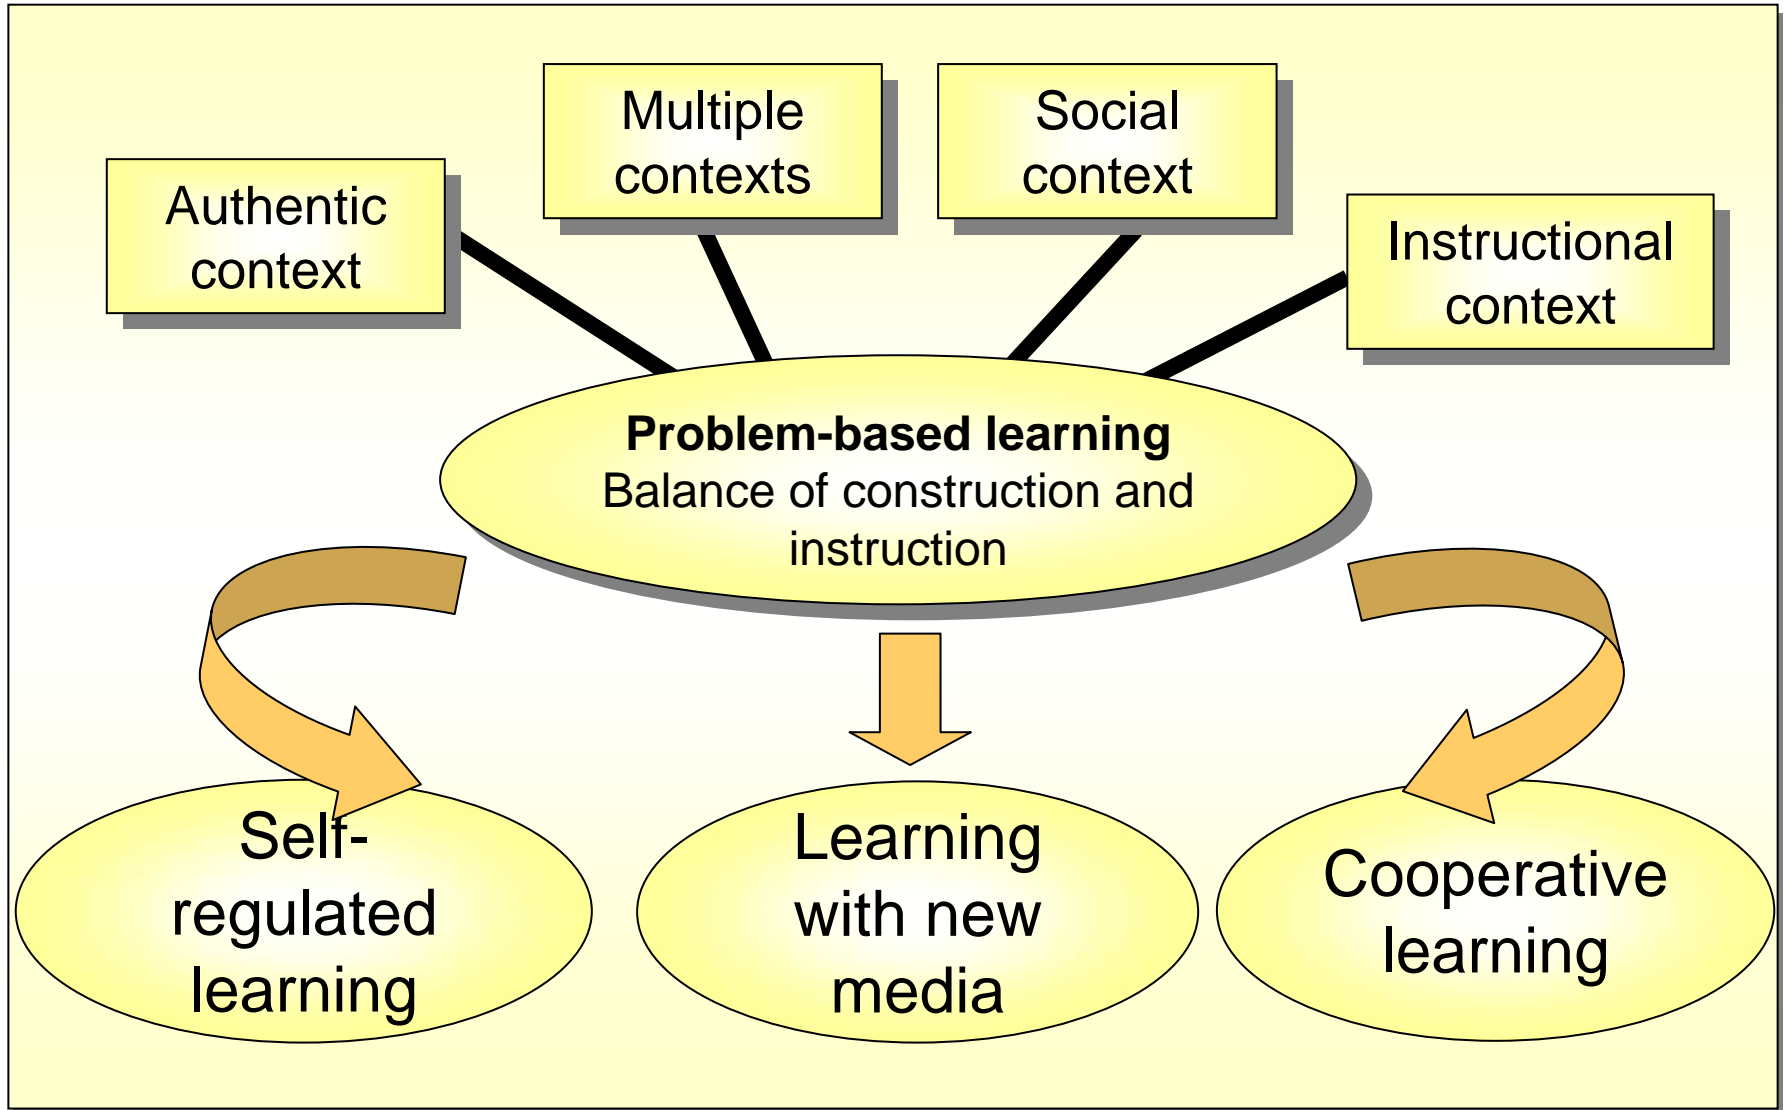 Authentic
context
Multiple
contexts
Social
context
Instructional
context
Problem-based learning
Balance of construction and
instruction
Self-
regulated
learning
Learning
with new
media
Cooperative
learning